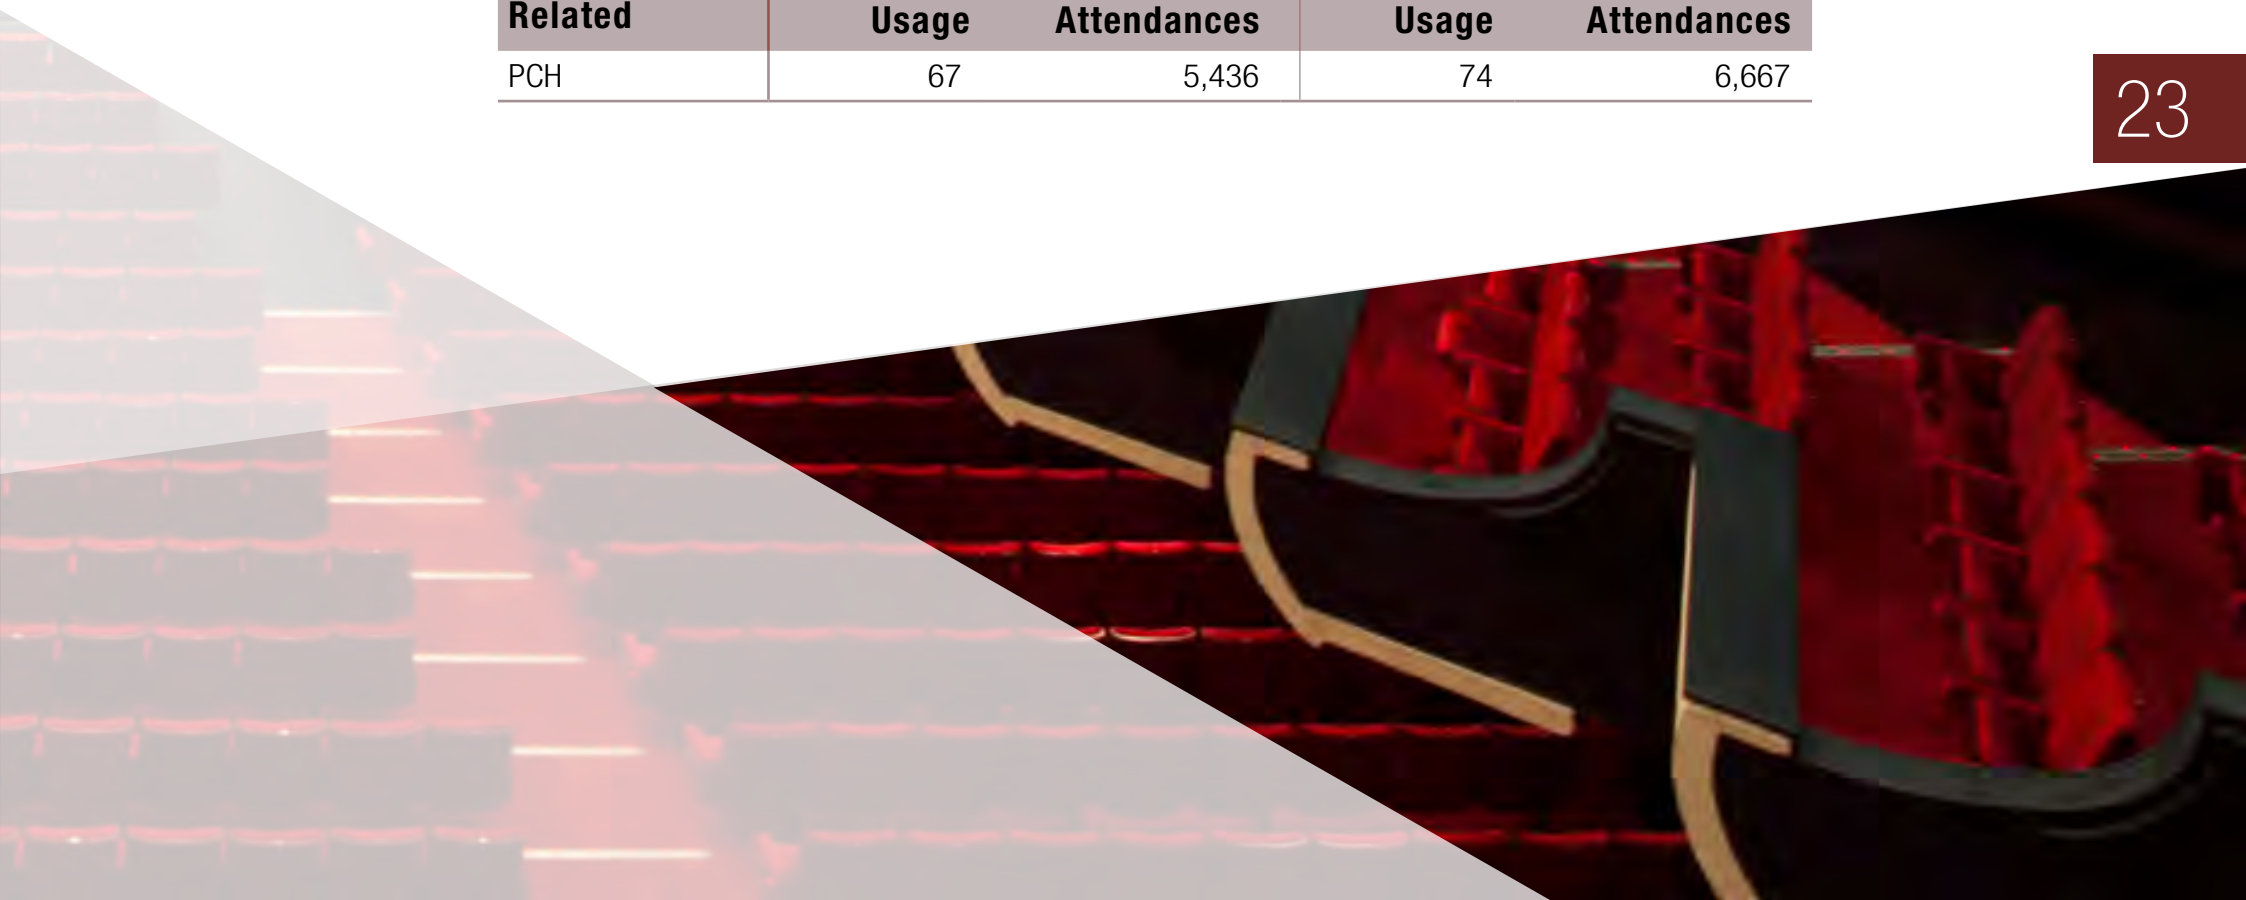 Related Usage Attendances Usage Attendances
PCH 67 5,436 74 6,667
23